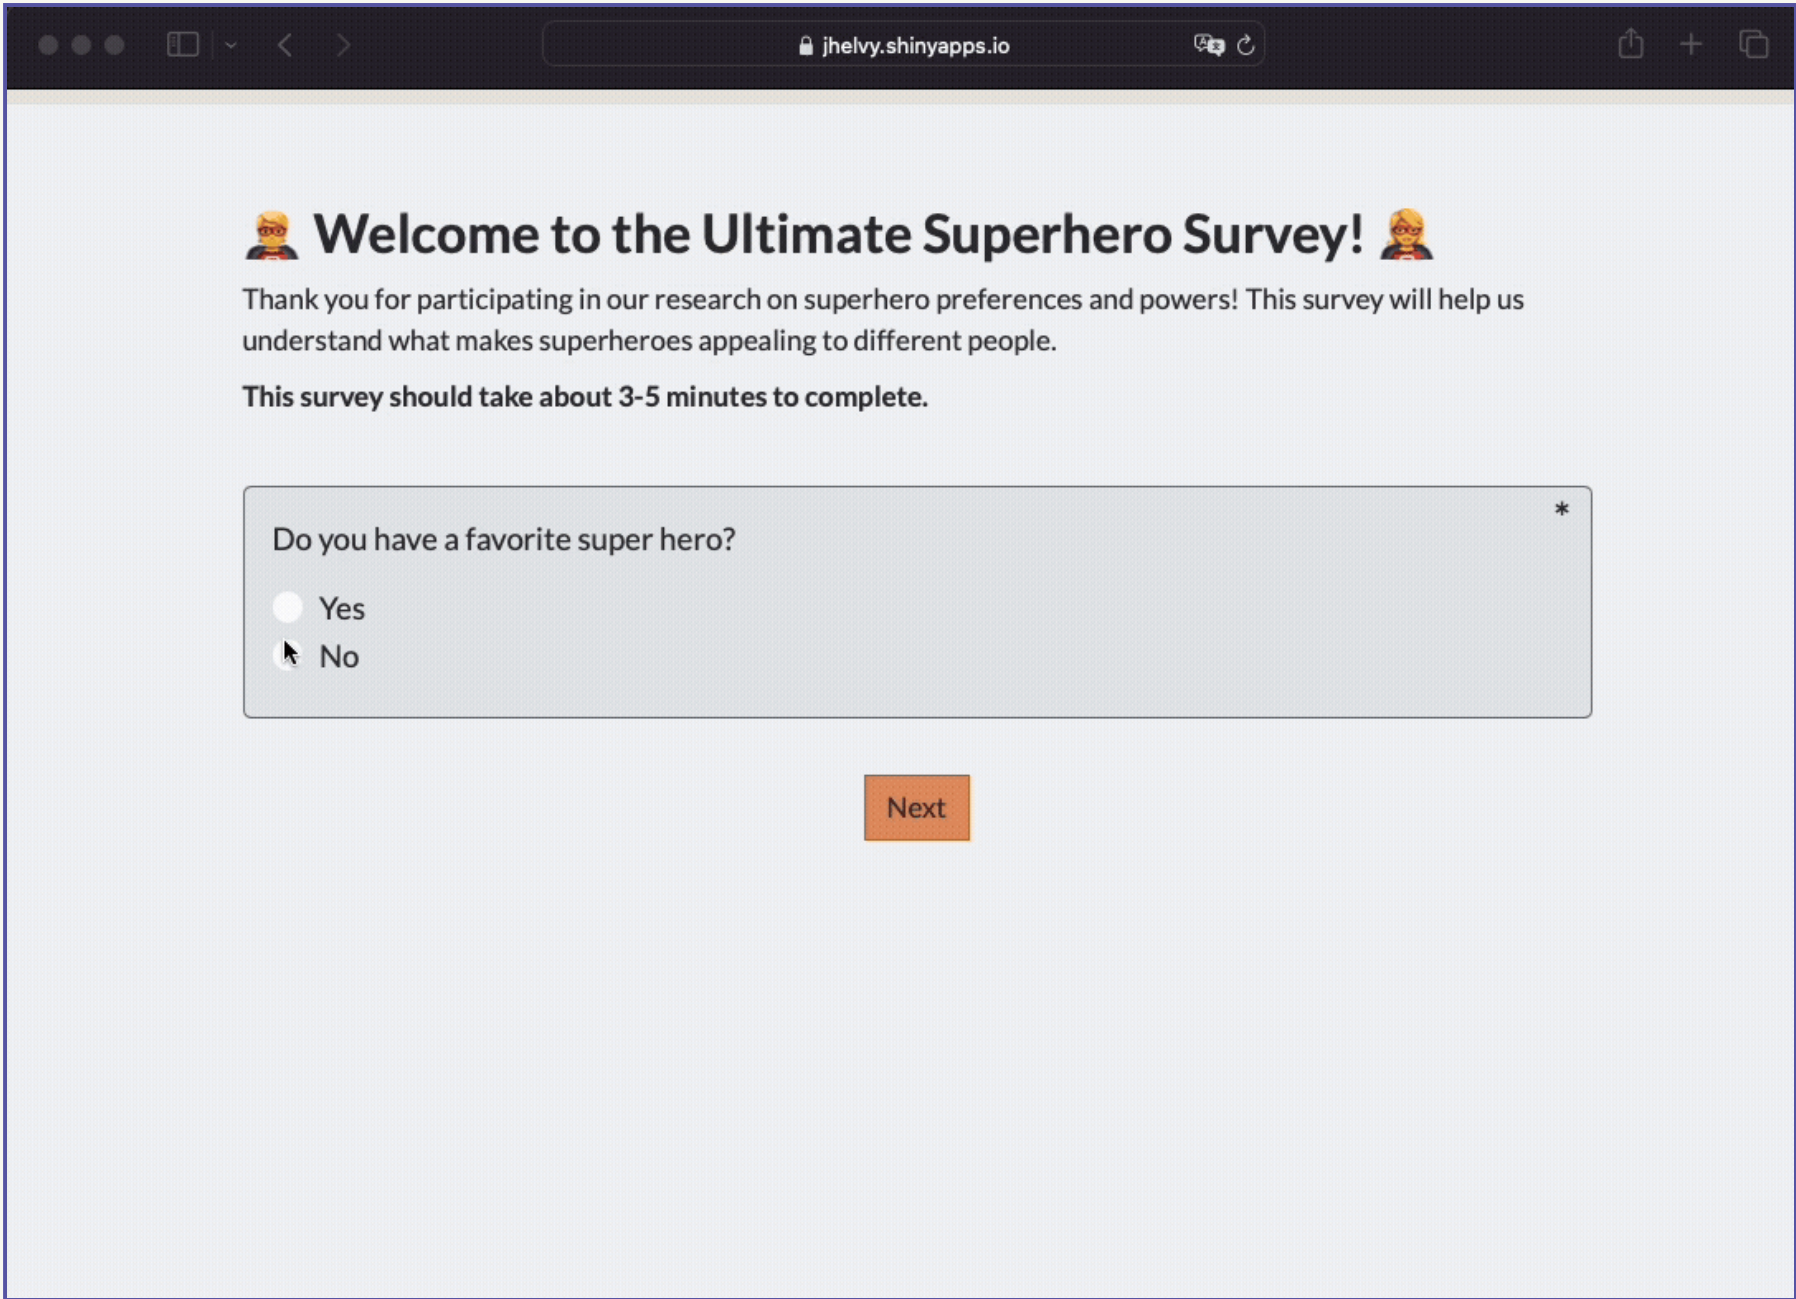 jhelvy.shinyapps.io
Welcome to the Ultimate Superhero Survey!
Thank you for participating in our research on superhero preferences and powers! This survey will help us
understand what makes superheroes appealing to different people.
This survey should take about 3-5 minutes to complete.
*
Do you have a favorite super hero?
Yes
No
Next